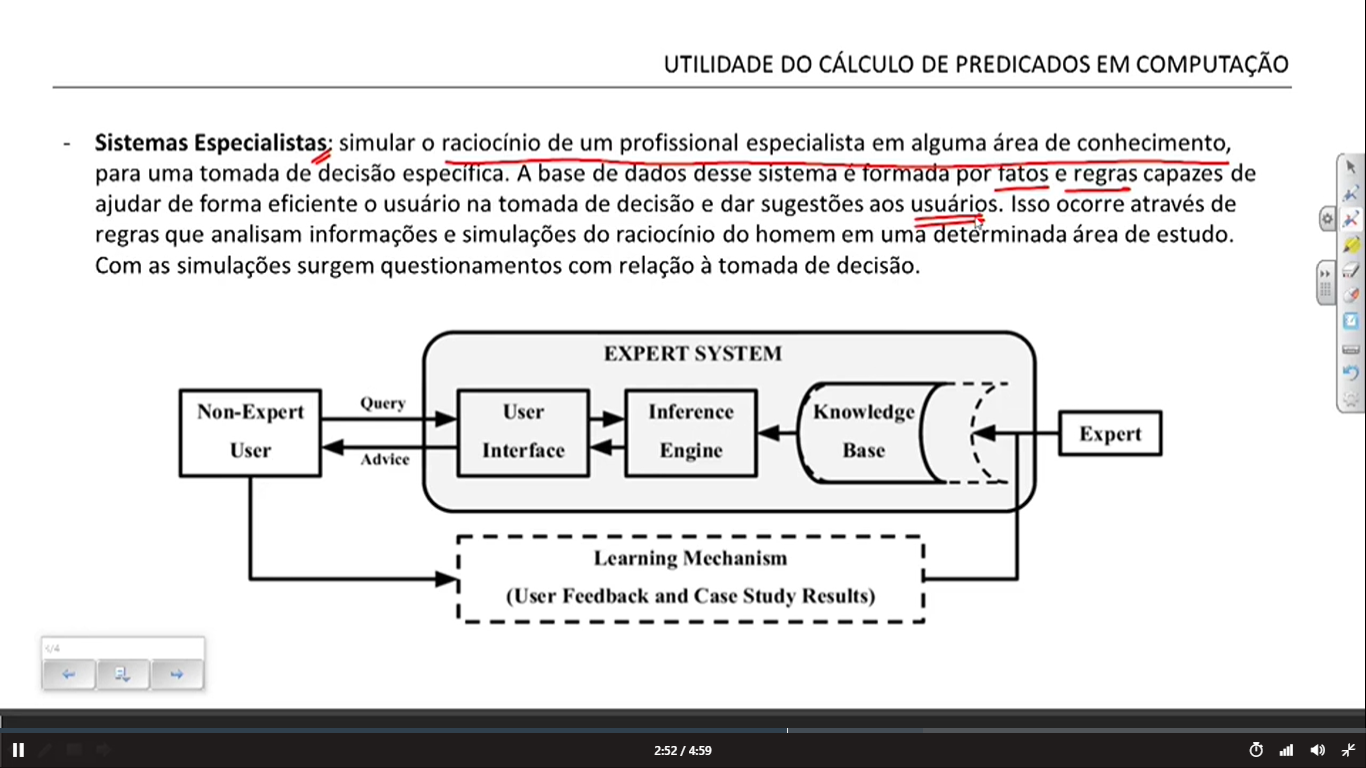 UTILIDADE DO CÁLCULO DE PREDICADOS EM COMPUTAÇÃO
- Sistemas Especialistas: simular o raciocínio de um profissional especialista em alguma área de conhecimento,
para uma tomada de decisão específica. A base de dados desse sistema é formada por fatos e regras capazes de
ajudar de forma eficiente o usuário na tomada de decisão e dar sugestões aos usuários. Isso ocorre através de
regras que analisam informações e simulações do raciocínio do homem em uma determinada área de estudo.
Com as simulações surgem questionamentos com relação à tomada de decisão.
EXPERT SYSTEM
Non-Expert
User
Query
Advice
User
Interface
Inference
Engine
Knowledge
Base
Expert
Learning Mechanism
(User Feedback and Case Study Results)
2:52 / 4:59